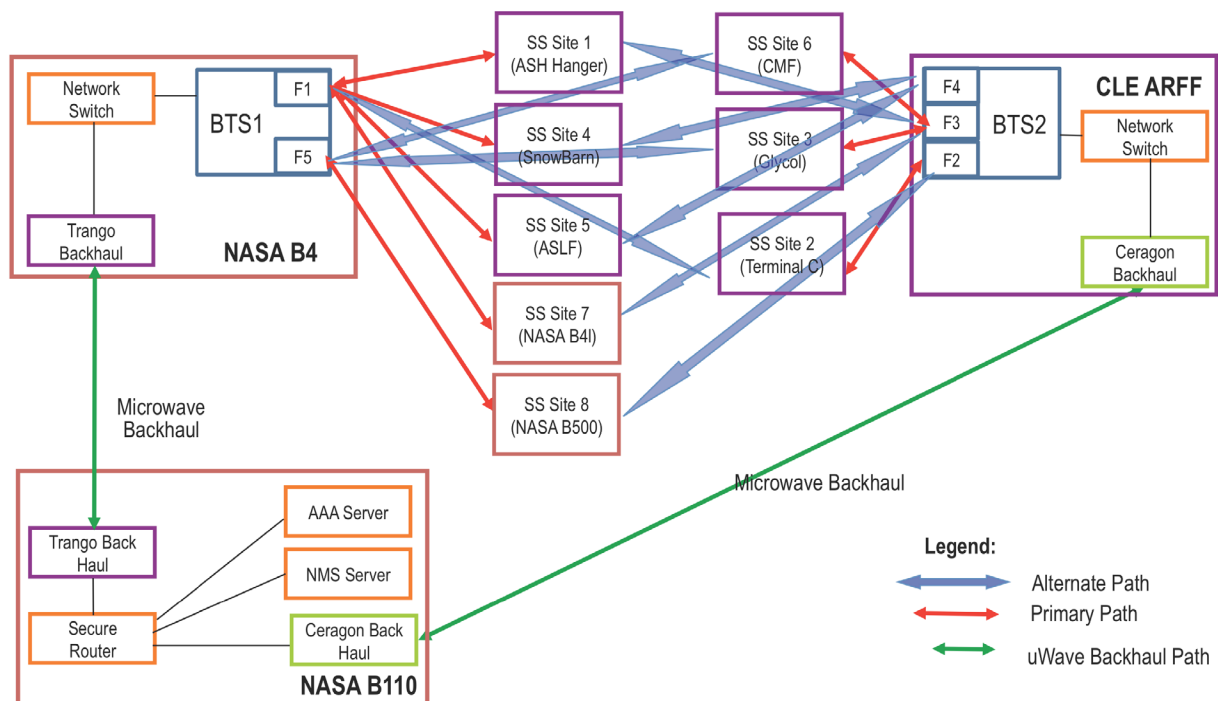 SS Site 1
(ASH Hanger)
SS Site 6
(CMF)
Network
Switch
BTS1
F1
F5
Trango
Backhaul
NASA B4
SS Site 4
(SnowBarn)
SS Site 3
(Glycol)
SS Site 5
(ASLF)
SS Site 2
(Terminal C)
SS Site 7
(NASA B4I)
SS Site 8
(NASA B500)
F4
F3
F2
BTS2
CLE ARFF
Network
Switch
Ceragon
Backhaul
Microwave
Backhaul
Microwave Backhaul
Trango Back
Haul
AAA Server
NMS Server
Secure
Router
Ceragon Back
Haul
NASA B110
Legend:
Alternate Path
Primary Path
uWave Backhaul Path